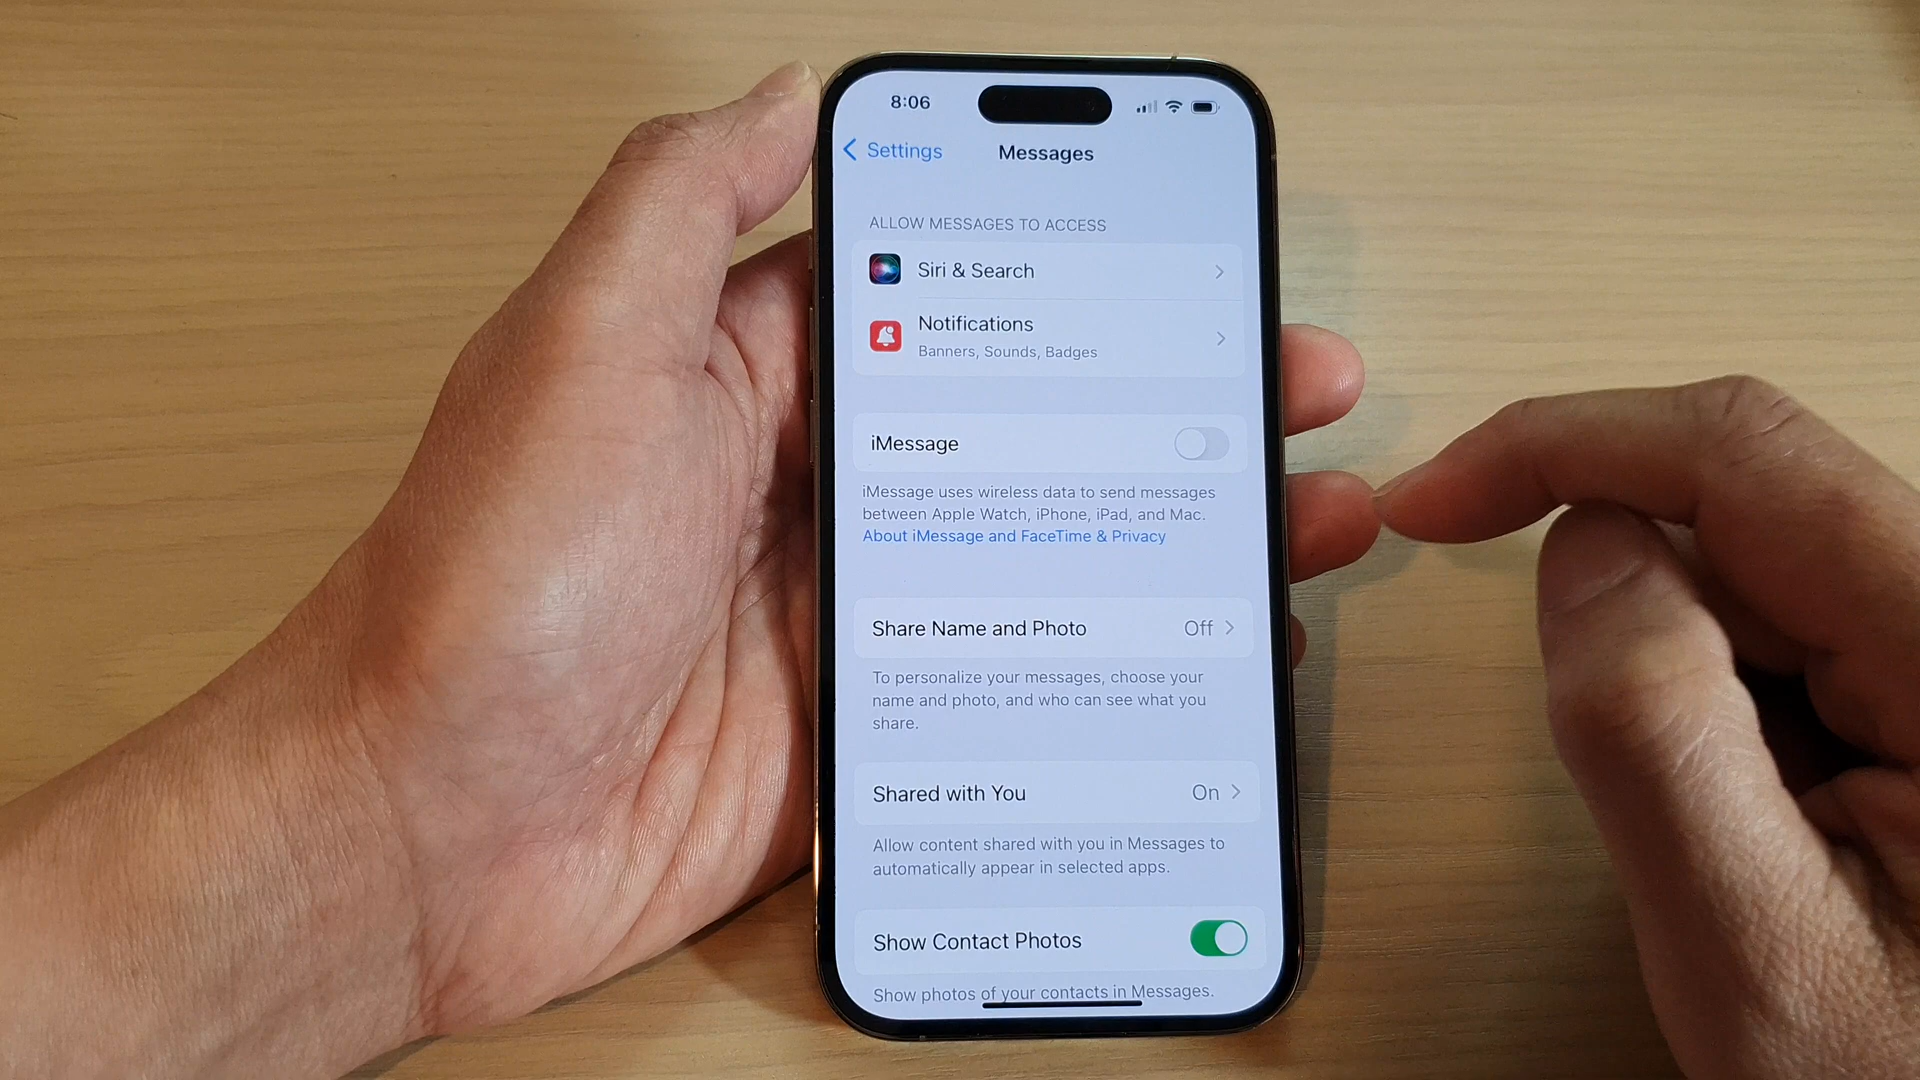 8:06
Settings
Messages
ALLOW MESSAGES TO ACCESS
Siri & Search
Notifications
Banners, Sounds, Badges
iMessage
iMessage uses wireless data to send messages
between Apple Watch, iPhone, iPad, and Mac.
About iMessage and FaceTime & Privacy
Share Name and Photo Off
To personalize your messages, choose your
name and photo, and who can see what you
share.
Shared with You On
Allow content shared with you in Messages to
automatically appear in selected apps.
Show Contact Photos
Show photos of your contacts in Messages.